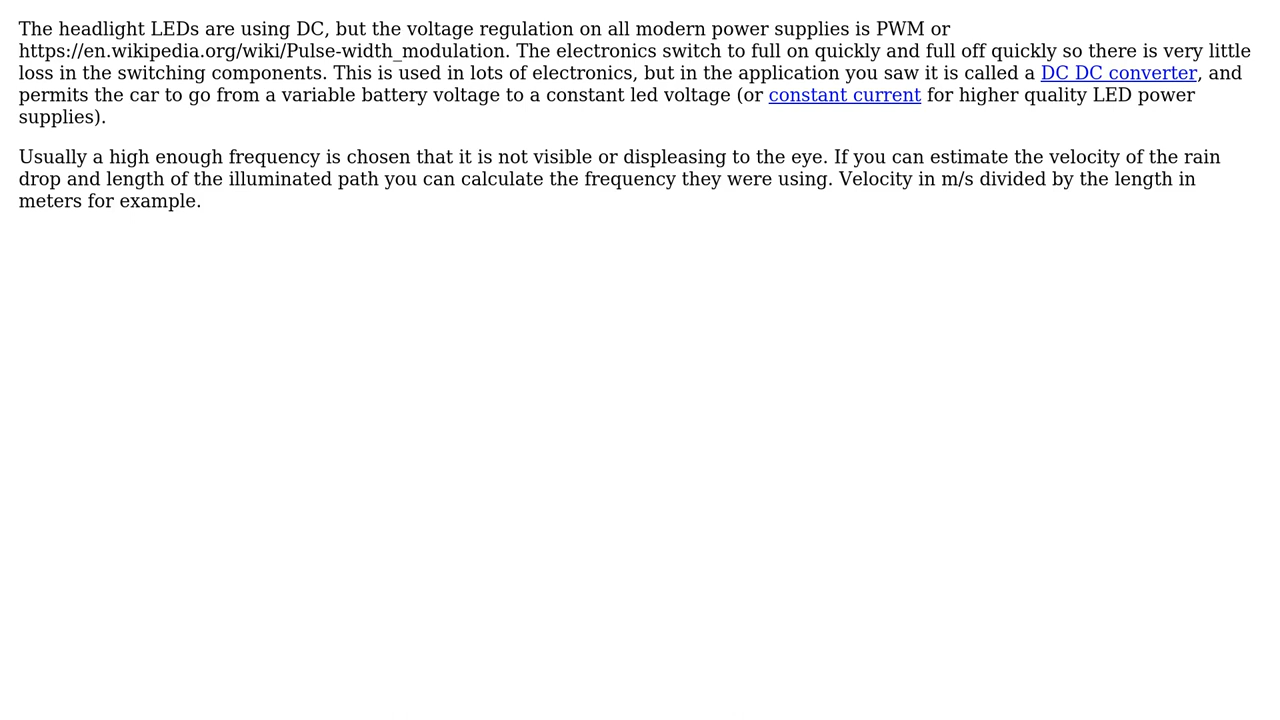 The headlight LEDs are using DC, but the voltage regulation on all modern power supplies is PWM or
https://en.wikipedia.org/wiki/Pulse-width_modulation. The electronics switch to full on quickly and full off quickly so there is very little
loss in the switching components. This is used in lots of electronics, but in the application you saw it is called a DC DC converter, and
permits the car to go from a variable battery voltage to a constant led voltage (or constant current for higher quality LED power
supplies).
Usually a high enough frequency is chosen that it is not visible or displeasing to the eye. If you can estimate the velocity of the rain
drop and length of the illuminated path you can calculate the frequency they were using. Velocity in m/s divided by the length in
meters for example.